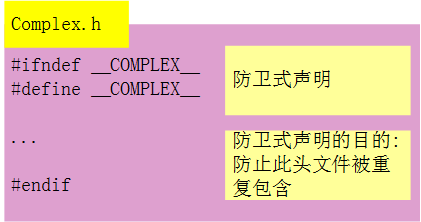 Complex.h
#ifndef __COMPLEX__
#define __COMPLEX__
防卫式声明
...
#endif
防卫式声明的目的:
防止此头文件被重
复包含